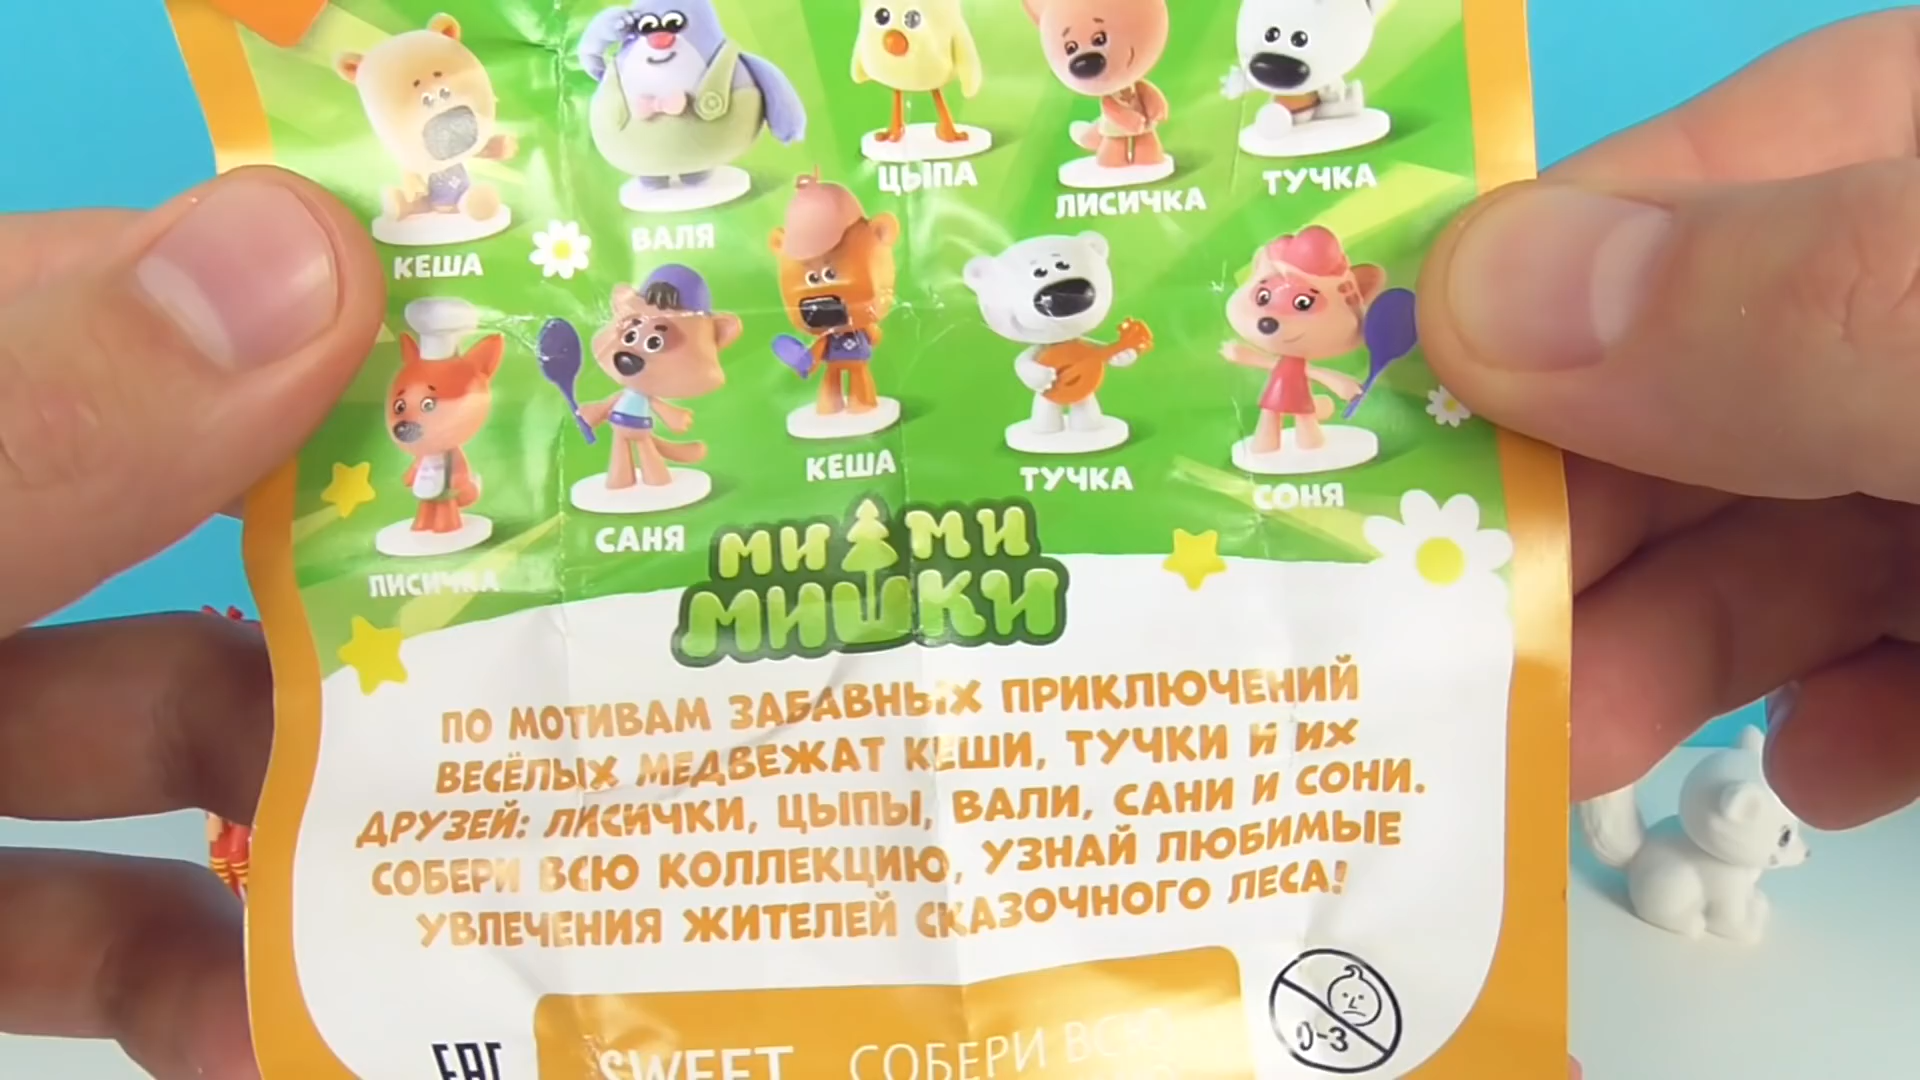 ЦЫПА
ЛИСИЧКА
ТУЧКА
ВАЛЯ
КЕША
КЕША
ТУЧКА
СОНЯ
САНЯ
ЛИСИЧКА
МИ МИ
МИШКИ
ПО МОТИВАМ ЗАБАВНЫХ ПРИКЛЮЧЕНИЙ
ВЕСЁЛЫХ МЕДВЕЖАТ КЕШИ, ТУЧКИ И ИХ
ДРУЗЕЙ: ЛИСИЧКИ, ЦЫПЫ, ВАЛИ, САНИ И СОНИ.
СОБЕРИ ВСЮ КОЛЛЕКЦИЮ, УЗНАЙ ЛЮБИМЫЕ
УВЛЕЧЕНИЯ ЖИТЕЛЕЙ СКАЗОЧНОГО ЛЕСА!
0-3
EAC
SWEET
СОБЕРИ ВСЮ